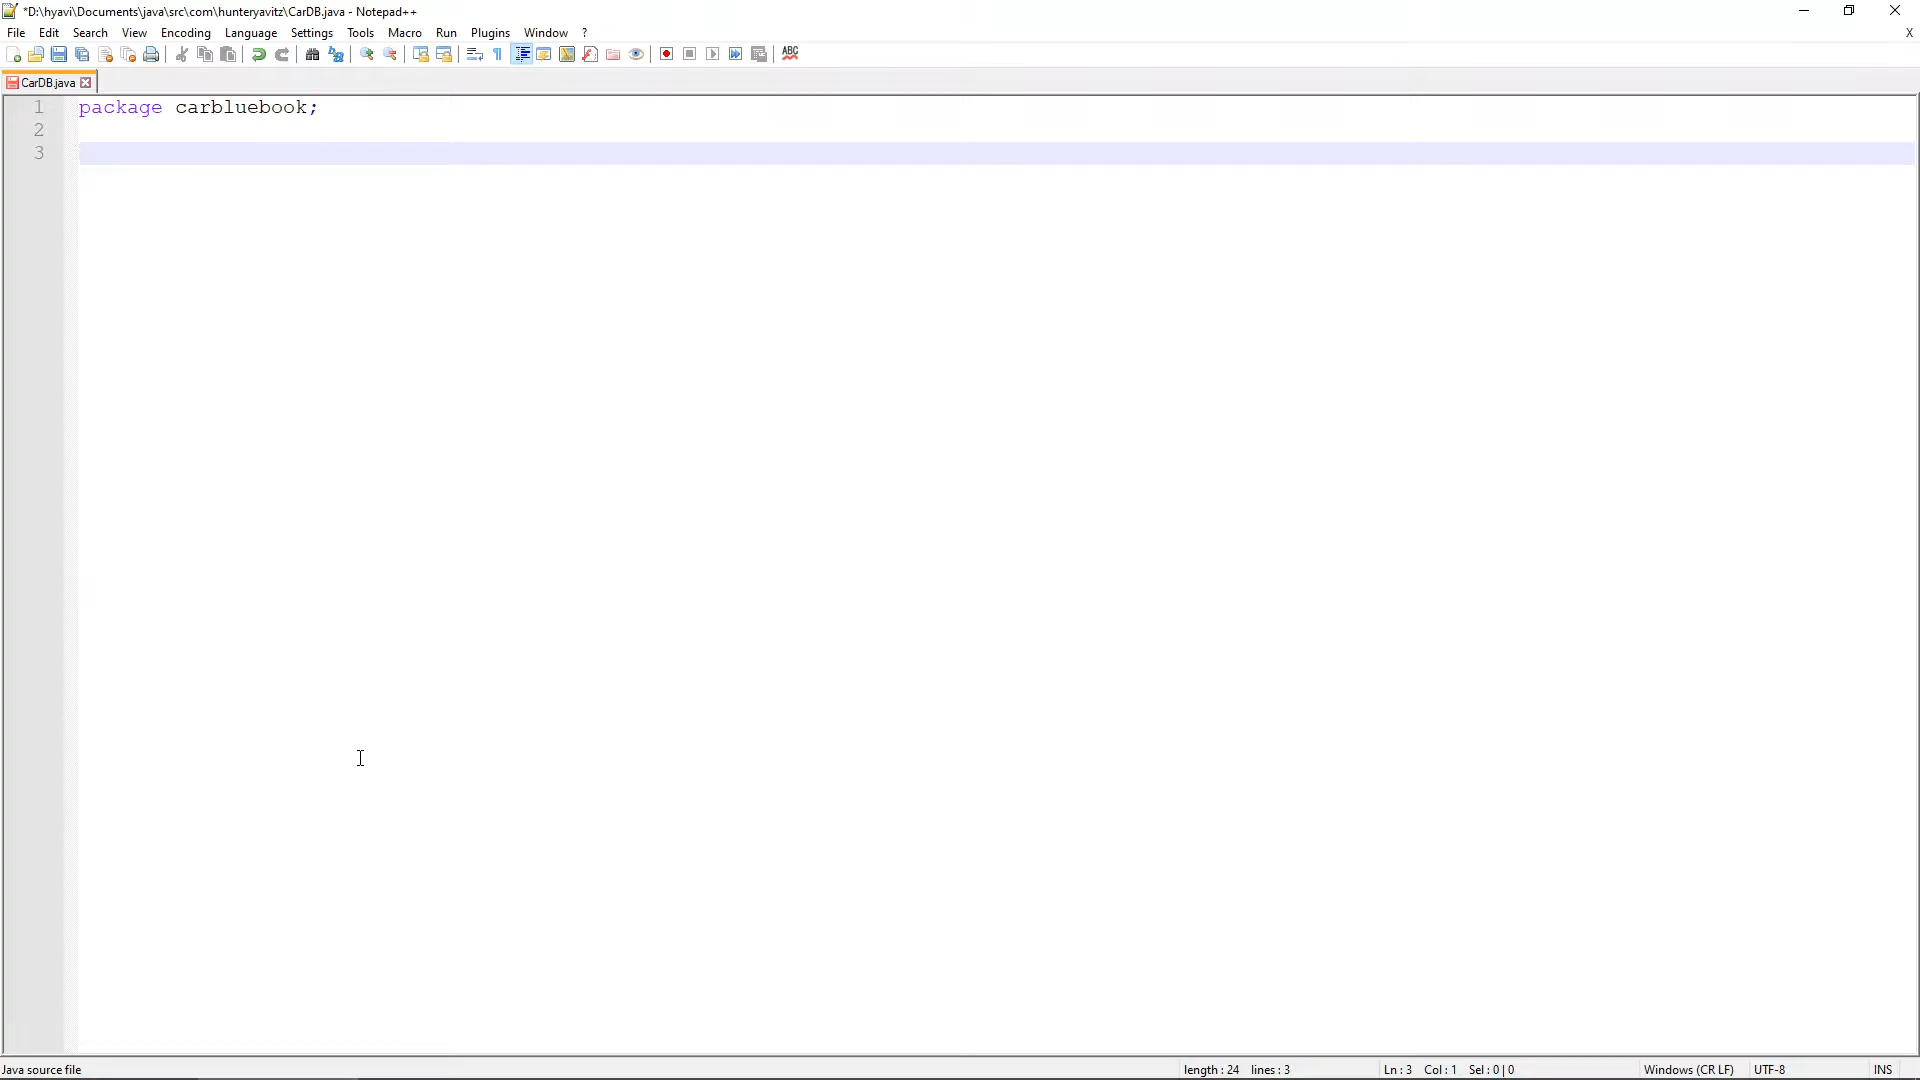 *D:\hyavi\Documents\java\src\com\hunteryavitz\CarDB.java - Notepad++
File Edit Search View Encoding Language Settings Tools Macro Run Plugins Window ? X
ABC
CarDB.java
1 package carbluebook;
2
3
Java source file length : 24 lines : 3 Ln : 3 Col : 1 Sel : 0 | 0 Windows (CR LF) UTF-8 INS